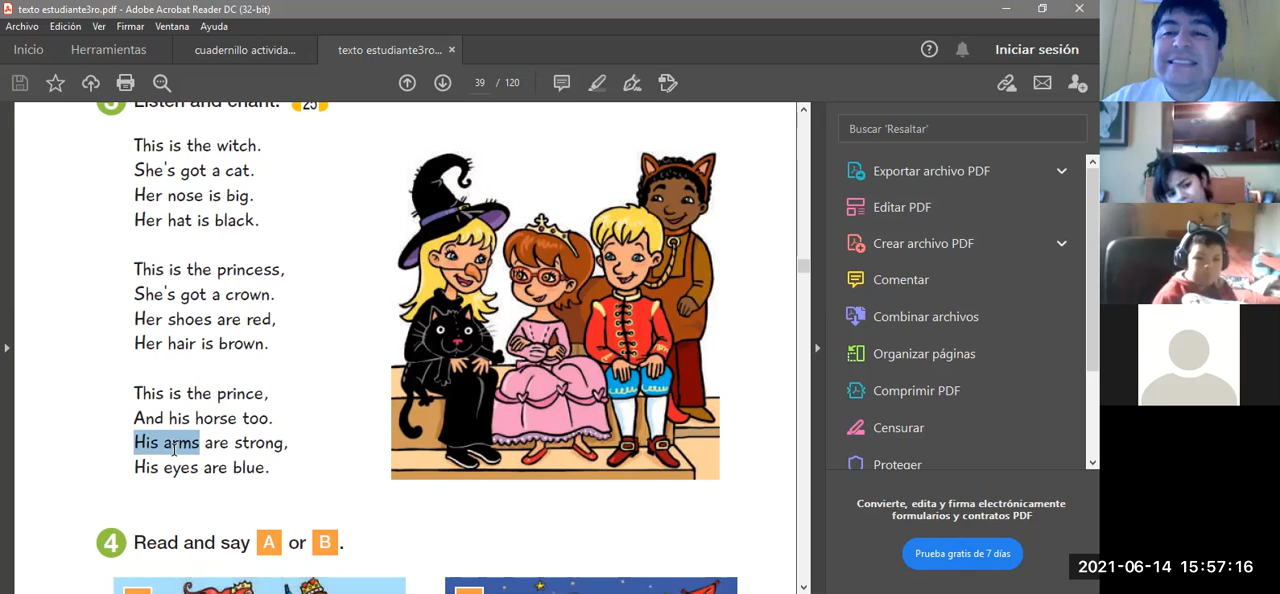 texto estudiante3ro.pdf - Adobe Acrobat Reader DC (32-bit)
Archivo Edición Ver Firmar Ventana Ayuda
Inicio Herramientas cuadernillo activida... texto estudiante3ro... × Iniciar sesión
39 / 120
3 Listen and chant. 25
This is the witch.
She's got a cat.
Her nose is big.
Her hat is black.
This is the princess,
She's got a crown.
Her shoes are red,
Her hair is brown.
This is the prince,
And his horse too.
His arms are strong,
His eyes are blue.
4 Read and say A or B.
Buscar 'Resaltar'
Exportar archivo PDF
Editar PDF
Crear archivo PDF
Comentar
Combinar archivos
Organizar páginas
Comprimir PDF
Censurar
Proteger
Convierte, edita y firma electrónicamente
formularios y contratos PDF
Prueba gratis de 7 días
2021-06-14 15:57:16